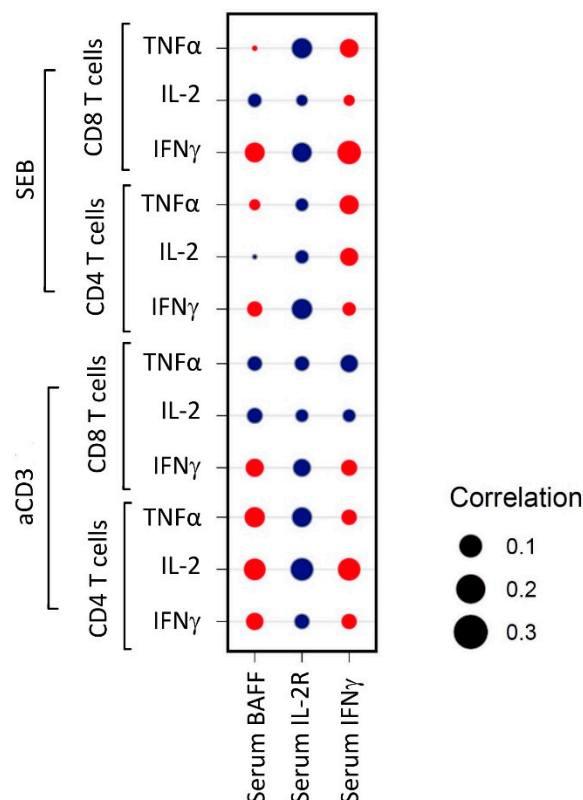 SEB
CD8 T cells
TNFα
IL-2
IFNγ
CD4 T cells
TNFα
IL-2
IFNγ
aCD3
CD8 T cells
TNFα
IL-2
IFNγ
CD4 T cells
TNFα
IL-2
IFNγ
Serum BAFF
Serum IL-2R
Serum IFNγ
Correlation
0.1
0.2
0.3